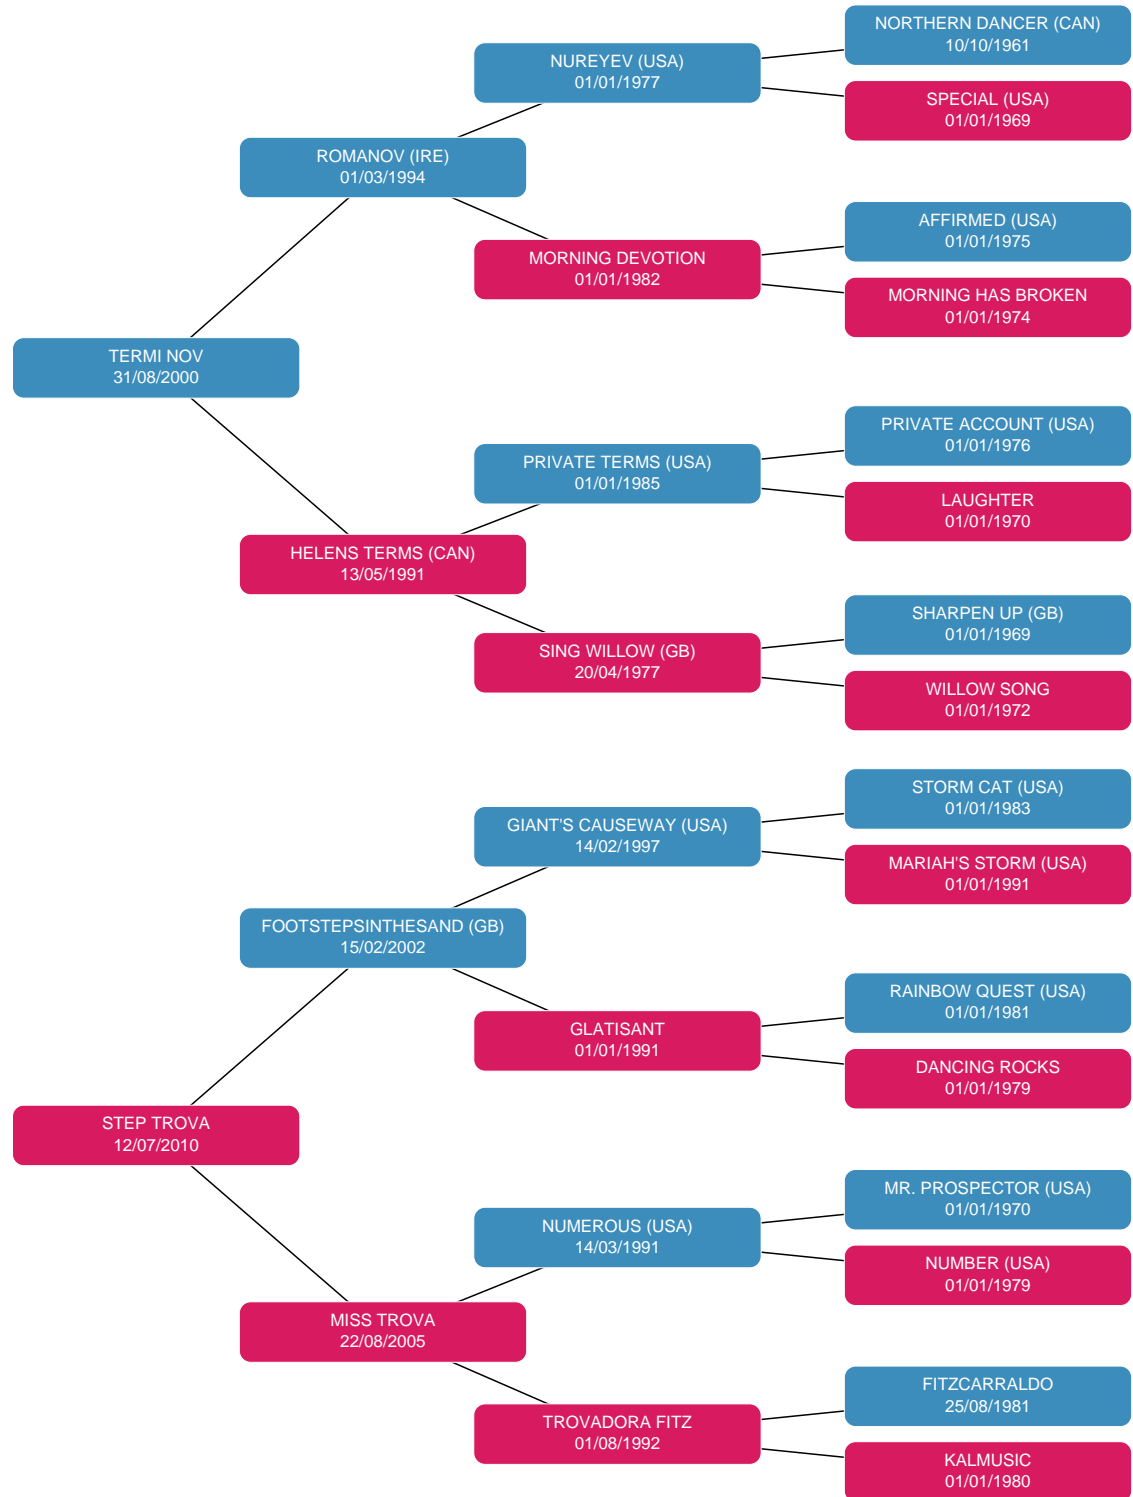 NORTHERN DANCER (CAN)
10/10/1961
NUREYEV (USA)
01/01/1977
SPECIAL (USA)
01/01/1969
ROMANOV (IRE)
01/03/1994
AFFIRMED (USA)
01/01/1975
MORNING DEVOTION
01/01/1982
MORNING HAS BROKEN
01/01/1974
TERMI NOV
31/08/2000
PRIVATE ACCOUNT (USA)
01/01/1976
PRIVATE TERMS (USA)
01/01/1985
LAUGHTER
01/01/1970
HELENS TERMS (CAN)
13/05/1991
SHARPEN UP (GB)
01/01/1969
SING WILLOW (GB)
20/04/1977
WILLOW SONG
01/01/1972
STORM CAT (USA)
01/01/1983
GIANT'S CAUSEWAY (USA)
14/02/1997
MARIAH'S STORM (USA)
01/01/1991
FOOTSTEPSINTHESAND (GB)
15/02/2002
RAINBOW QUEST (USA)
01/01/1981
GLATISANT
01/01/1991
DANCING ROCKS
01/01/1979
STEP TROVA
12/07/2010
MR. PROSPECTOR (USA)
01/01/1970
NUMEROUS (USA)
14/03/1991
NUMBER (USA)
01/01/1979
MISS TROVA
22/08/2005
FITZCARRALDO
25/08/1981
TROVADORA FITZ
01/08/1992
KALMUSIC
01/01/1980